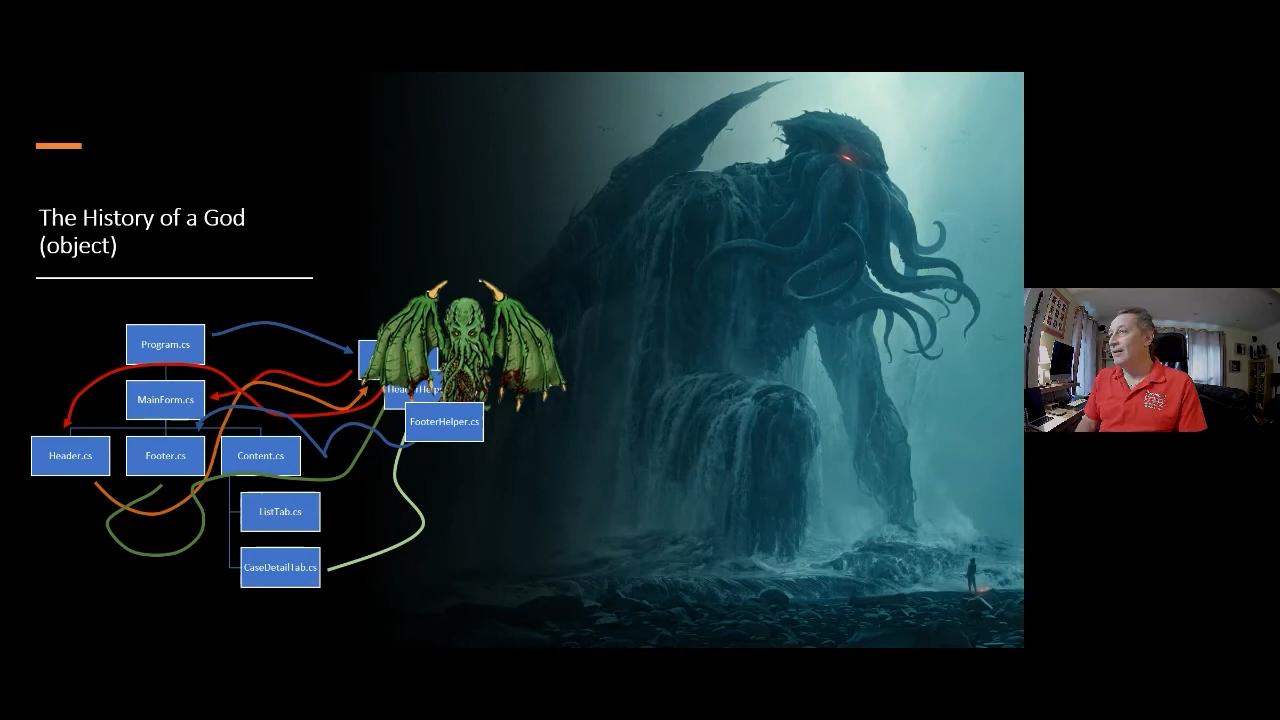 The History of a God
(object)
Program.cs
MainForm.cs
Header.cs
Footer.cs
Content.cs
ListTab.cs
CaseDetailTab.cs
FooterHelper.cs